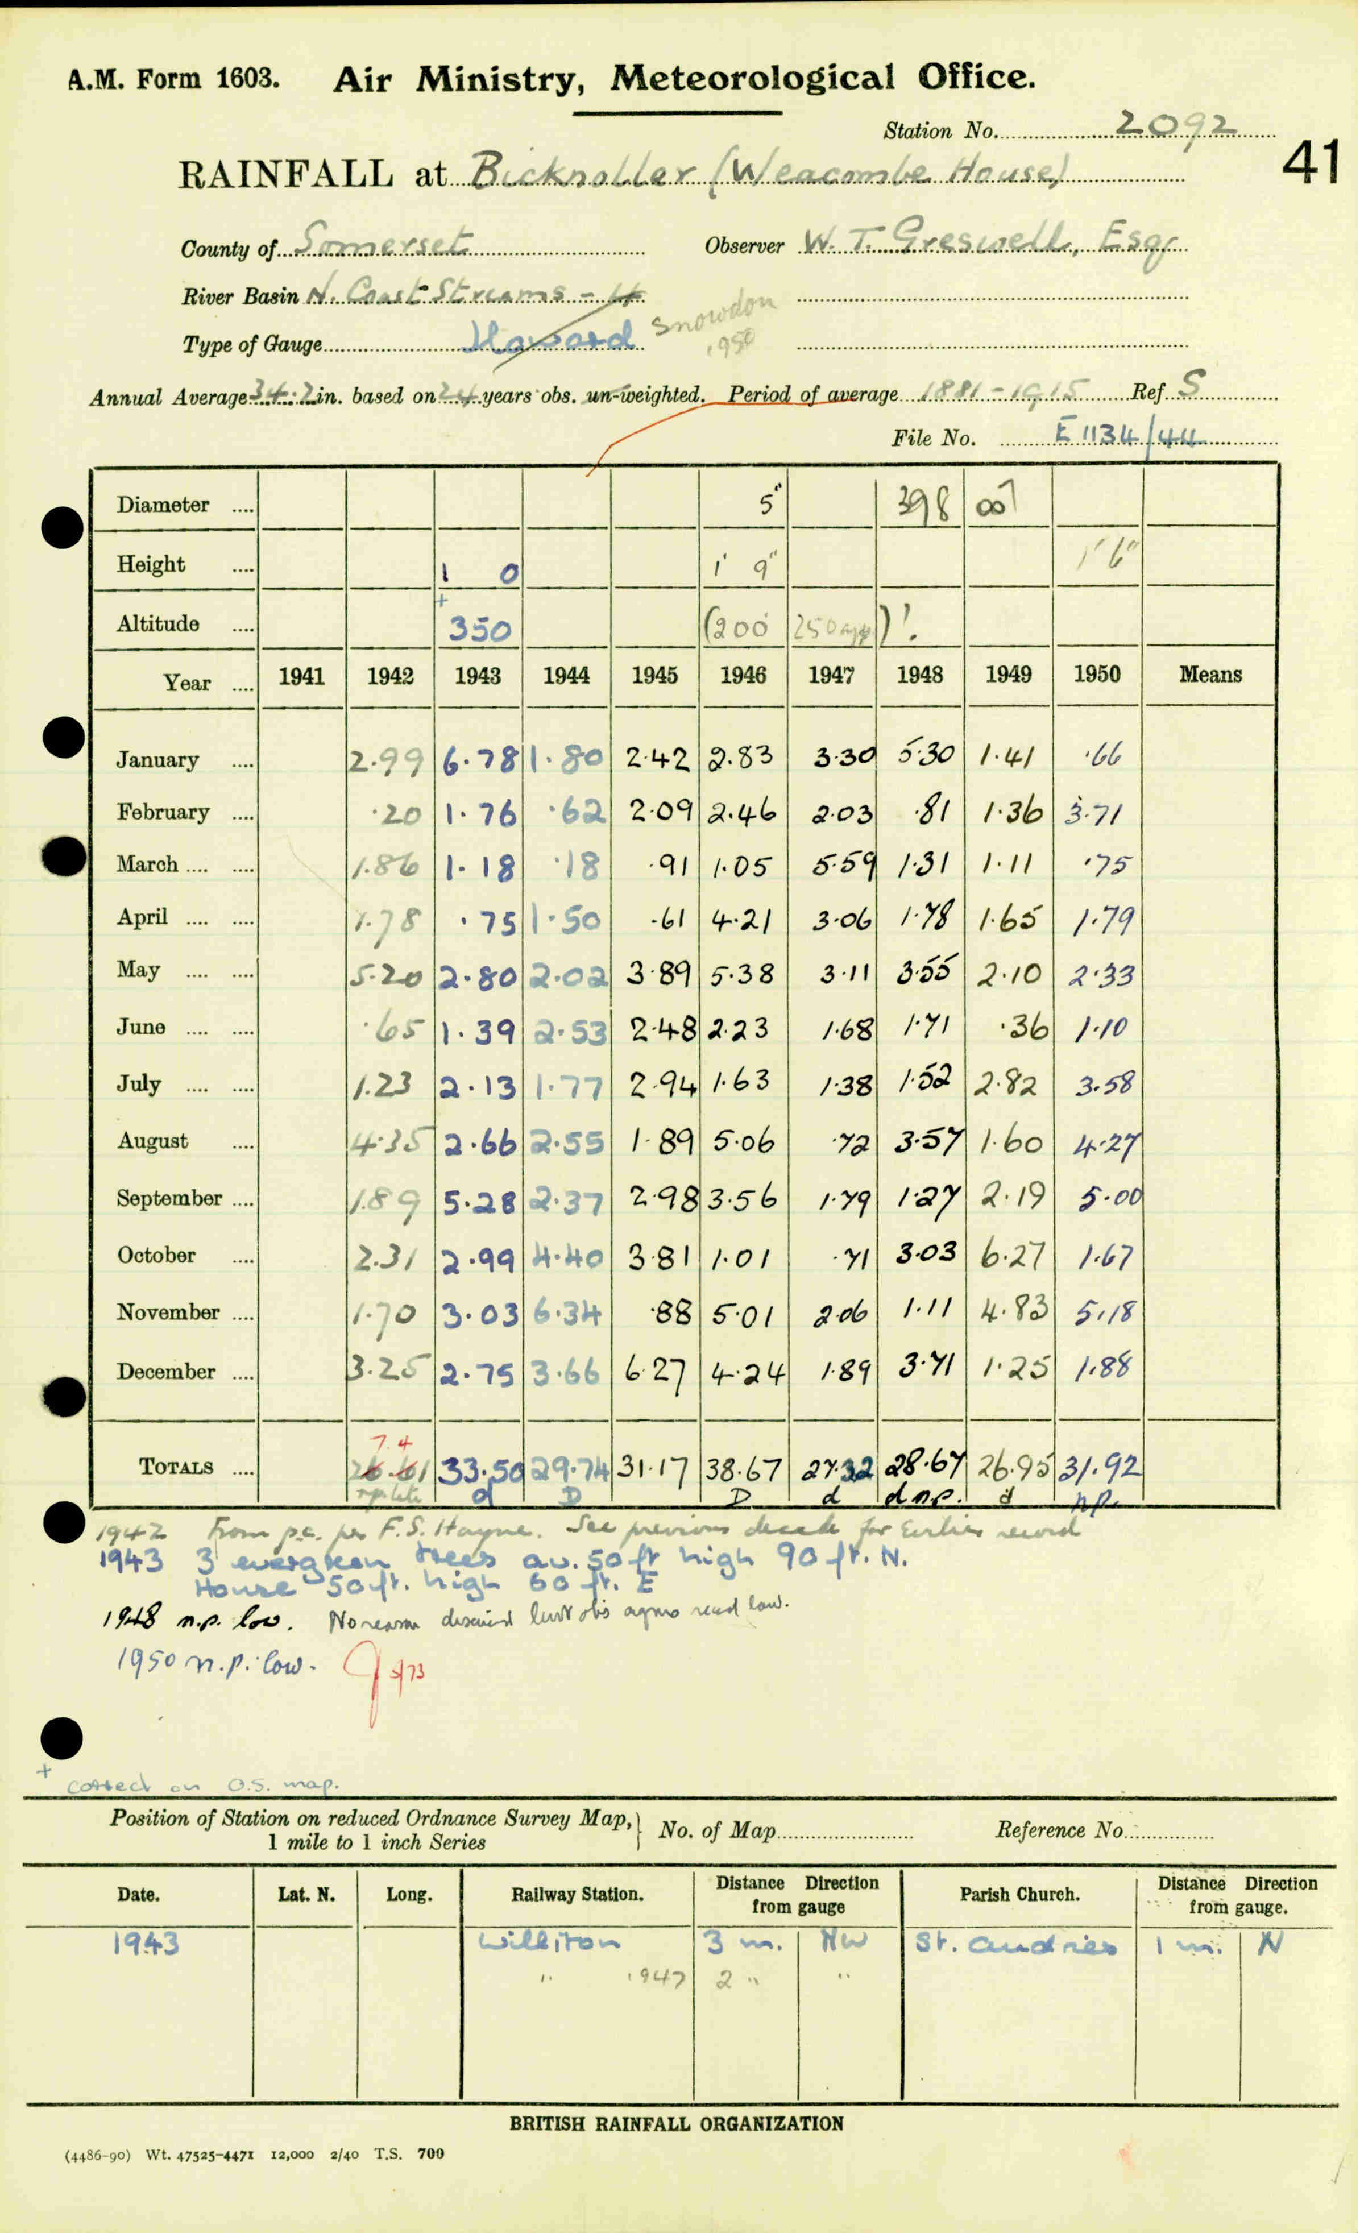 A.M. Form 1603. Air Ministry, Meteorological Office.
Station No. 2092
41
RAINFALL at Bicknoller (Weacombe House)
County of Somerset Observer W. T. Greswell, Esqr
River Basin N. Coast Streams - 4
Type of Gauge Howard Snowdon 1950
Annual Average 34.2 in. based on 24 years obs. un-weighted. Period of average 1881-1915 Ref S
File No. E 1134/44
Diameter .... 5" 398 007
Height .... 1 0 1' 9" 1' 6"
Altitude .... + 350 (200 250 )!
Year .... 1941 1942 1943 1944 1945 1946 1947 1948 1949 1950 Means
January .... 2.99 6.78 1.80 2.42 2.83 3.30 5.30 1.41 .66
February .... .20 1.76 .62 2.09 2.46 2.03 .81 1.36 3.71
March .... .... 1.86 1.18 .18 .91 1.05 5.59 1.31 1.11 .75
April .... .... 1.78 .75 1.50 .61 4.21 3.06 1.78 1.65 1.79
May .... .... 5.20 2.80 2.02 3.89 5.38 3.11 3.55 2.10 2.33
June .... .... .65 1.39 2.53 2.48 2.23 1.68 1.71 .36 1.10
July .... .... 1.23 2.13 1.77 2.94 1.63 1.38 1.52 2.82 3.58
August .... 4.35 2.66 2.55 1.89 5.06 .72 3.57 1.60 4.27
September .... 1.89 5.28 2.37 2.98 3.56 1.79 1.27 2.19 5.00
October .... 2.31 2.99 4.40 3.81 1.01 .71 3.03 6.27 1.67
November .... 1.70 3.03 6.34 .88 5.01 2.06 1.11 4.83 5.18
December .... 3.25 2.75 3.66 6.27 4.24 1.89 3.71 1.25 1.88
7.4
TOTALS .... 26.61 33.50 29.74 31.17 38.67 27.32 28.67 26.95 31.92
d D D d d n.p. d n.p.
1942 From p.c. per F.S. Hayne. See previous decade for Earlier record
1943 3 evergreen trees av. 50 ft high 90 ft. N.
House 50 ft. high 60 ft. E
1948 n.p. low. No reason but obs agrees read low.
1950 n.p. low. 5/73
+ Corrected on O.S. map.
Position of Station on reduced Ordnance Survey Map, 1 mile to 1 inch Series } No. of Map Reference No.
Date. Lat. N. Long. Railway Station. Distance Direction from gauge Parish Church. Distance Direction from gauge.
1943 Williton 3 m. NW St. Audries 1 m. N
" 1947 2 " "
BRITISH RAINFALL ORGANIZATION
(4486-90) Wt. 47525-4471 12,000 2/40 T.S. 700